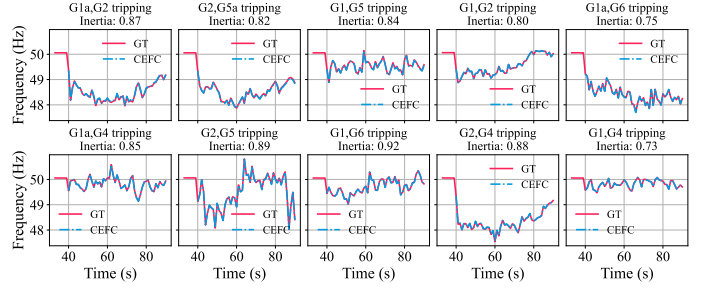 G1a,G2 tripping
Inertia: 0.87
G2,G5a tripping
Inertia: 0.82
G1,G5 tripping
Inertia: 0.84
G1,G2 tripping
Inertia: 0.80
G1a,G6 tripping
Inertia: 0.75
Frequency (Hz)
50
49
48
GT
CEFC
GT
CEFC
GT
CEFC
GT
CEFC
GT
CEFC
G1a,G4 tripping
Inertia: 0.85
G2,G5 tripping
Inertia: 0.89
G1,G6 tripping
Inertia: 0.92
G2,G4 tripping
Inertia: 0.88
G1,G4 tripping
Inertia: 0.73
Frequency (Hz)
50
49
48
GT
CEFC
GT
CEFC
GT
CEFC
GT
CEFC
GT
CEFC
40 60 80
40 60 80
40 60 80
40 60 80
40 60 80
Time (s)
Time (s)
Time (s)
Time (s)
Time (s)